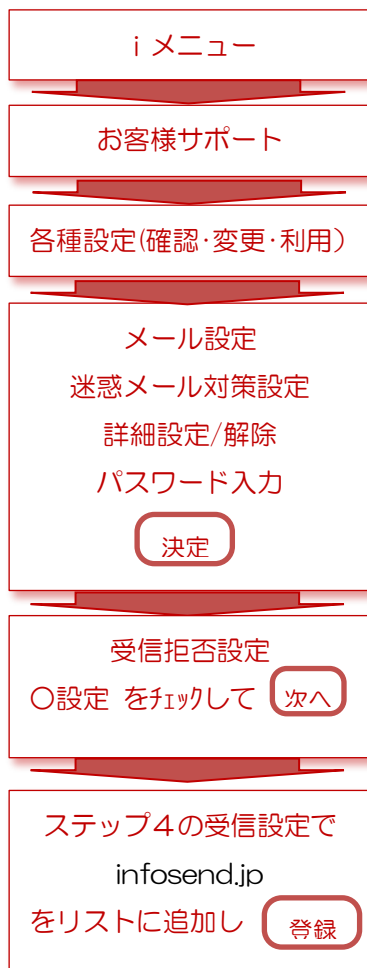 i メニュー
お客様サポート
各種設定(確認･変更･利用）
メール設定
迷惑メール対策設定
詳細設定/解除
パスワード入力
決定
受信拒否設定
〇設定 をﾁｪｯｸして 次へ
ステップ４の受信設定で
infosend.jp
をリストに追加し 登録